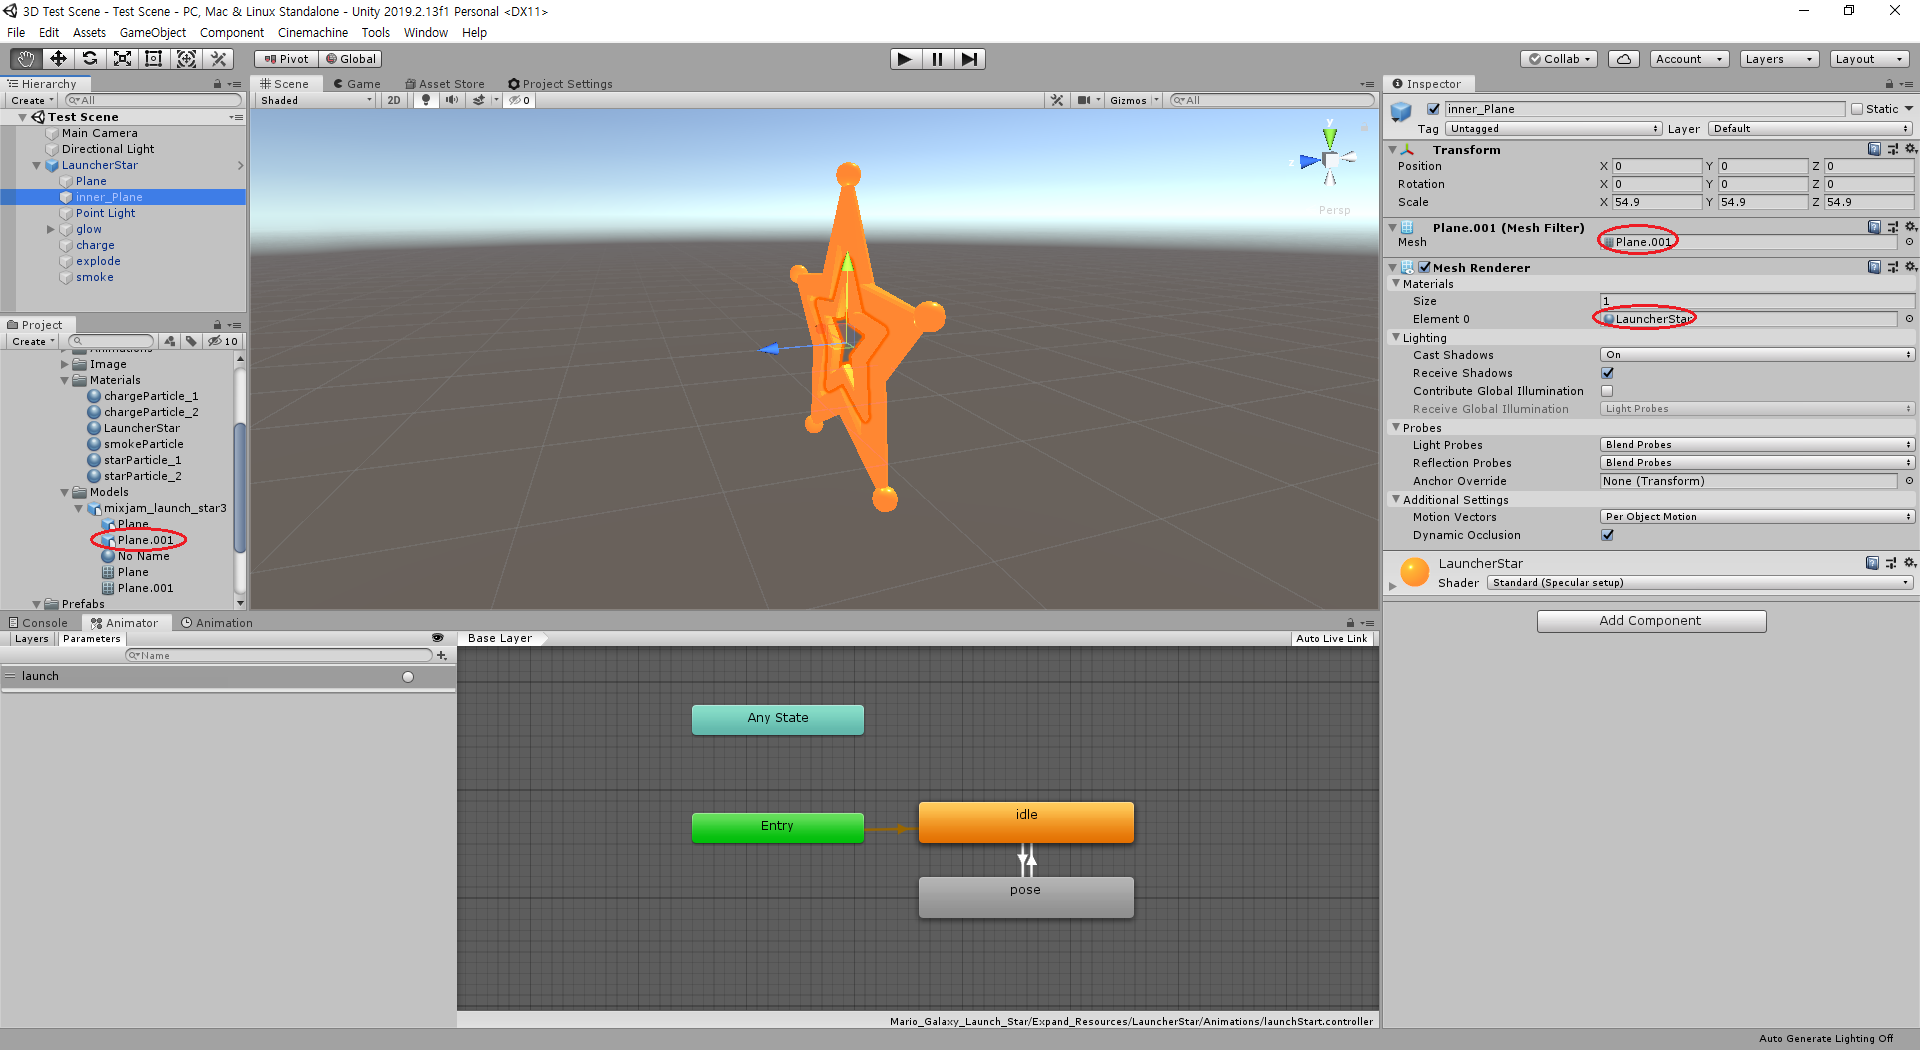 3D Test Scene - Test Scene - PC, Mac & Linux Standalone - Unity 2019.2.13f1 Personal <DX11>
File Edit Assets GameObject Component Cinemachine Tools Window Help
Pivot Global Collab Account Layers Layout
Hierarchy
Create All
Test Scene
Main Camera
Directional Light
LauncherStar
Plane
inner_Plane
Point Light
glow
charge
explode
smoke
Project
Create 10
Animations
Image
Materials
chargeParticle_1
chargeParticle_2
LauncherStar
smokeParticle
starParticle_1
starParticle_2
Models
mixjam_launch_star3
Plane
Plane.001
No Name
Plane
Plane.001
Prefabs
Scene Game Asset Store Project Settings
Shaded 2D 0 Gizmos All
y
z
Persp
Inspector
inner_Plane Static
Tag Untagged Layer Default
Transform
Position X 0 Y 0 Z 0
Rotation X 0 Y 0 Z 0
Scale X 54.9 Y 54.9 Z 54.9
Plane.001 (Mesh Filter)
Mesh Plane.001
Mesh Renderer
Materials
Size 1
Element 0 LauncherStar
Lighting
Cast Shadows On
Receive Shadows
Contribute Global Illumination
Receive Global Illumination Light Probes
Probes
Light Probes Blend Probes
Reflection Probes Blend Probes
Anchor Override None (Transform)
Additional Settings
Motion Vectors Per Object Motion
Dynamic Occlusion
LauncherStar
Shader Standard (Specular setup)
Add Component
Console Animator Animation
Layers Parameters Base Layer Auto Live Link
Name
launch
Any State
Entry
idle
pose
Mario_Galaxy_Launch_Star/Expand_Resources/LauncherStar/Animations/launchStart.controller
Auto Generate Lighting Off